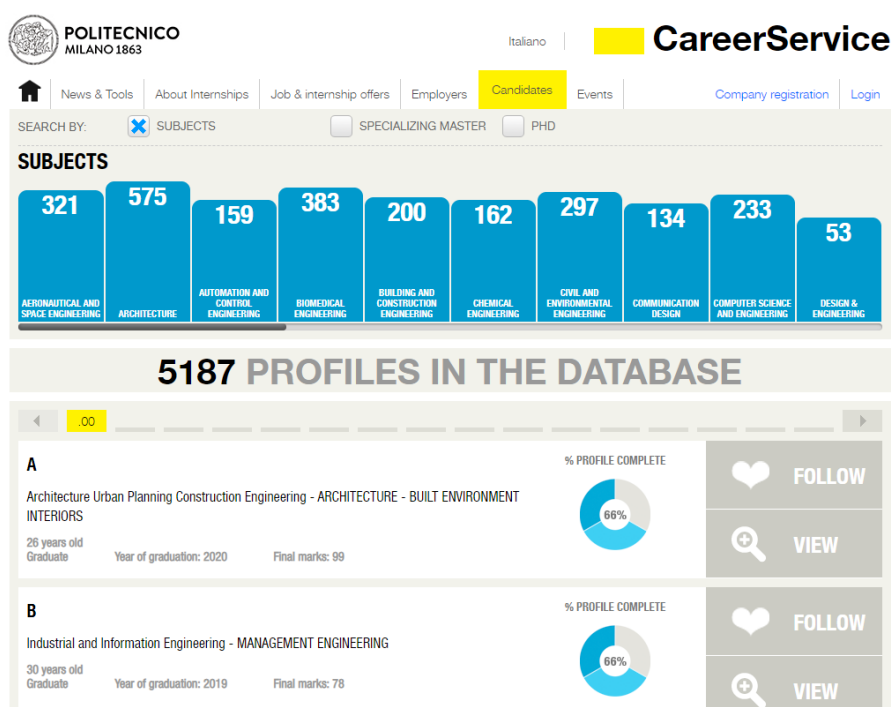 POLITECNICO
MILANO 1863
Italiano
CareerService
News & Tools
About Internships
Job & internship offers
Employers
Candidates
Events
Company registration
Login
SEARCH BY:
SUBJECTS
SPECIALIZING MASTER
PHD
SUBJECTS
321
AERONAUTICAL AND
SPACE ENGINEERING
575
ARCHITECTURE
159
AUTOMATION AND
CONTROL
ENGINEERING
383
BIOMEDICAL
ENGINEERING
200
BUILDING AND
CONSTRUCTION
ENGINEERING
162
CHEMICAL
ENGINEERING
297
CIVIL AND
ENVIRONMENTAL
ENGINEERING
134
COMMUNICATION
DESIGN
233
COMPUTER SCIENCE
AND ENGINEERING
53
DESIGN &
ENGINEERING
5187 PROFILES IN THE DATABASE
.00
A
Architecture Urban Planning Construction Engineering - ARCHITECTURE - BUILT ENVIRONMENT
INTERIORS
26 years old
Graduate
Year of graduation: 2020
Final marks: 99
% PROFILE COMPLETE
66%
FOLLOW
VIEW
B
Industrial and Information Engineering - MANAGEMENT ENGINEERING
30 years old
Graduate
Year of graduation: 2019
Final marks: 78
% PROFILE COMPLETE
66%
FOLLOW
VIEW